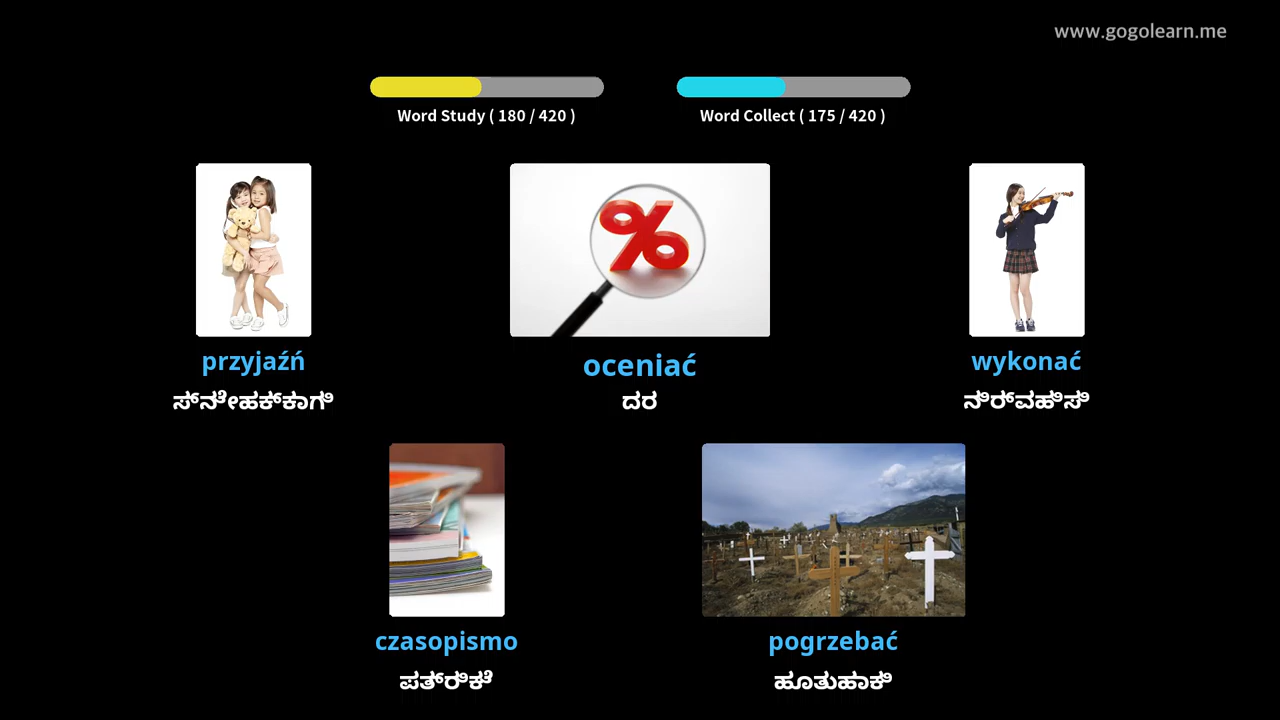 www.gogolearn.me
Word Study ( 180 / 420 )
Word Collect ( 175 / 420 )
przyjaźń
ಸ್ನೇಹಕ್ಕಾಗಿ
oceniać
ದರ
wykonać
ನಿರ್ವಹಿಸಿ
czasopismo
ಪತ್ರಿಕೆ
pogrzebać
ಹೂತುಹಾಕಿ